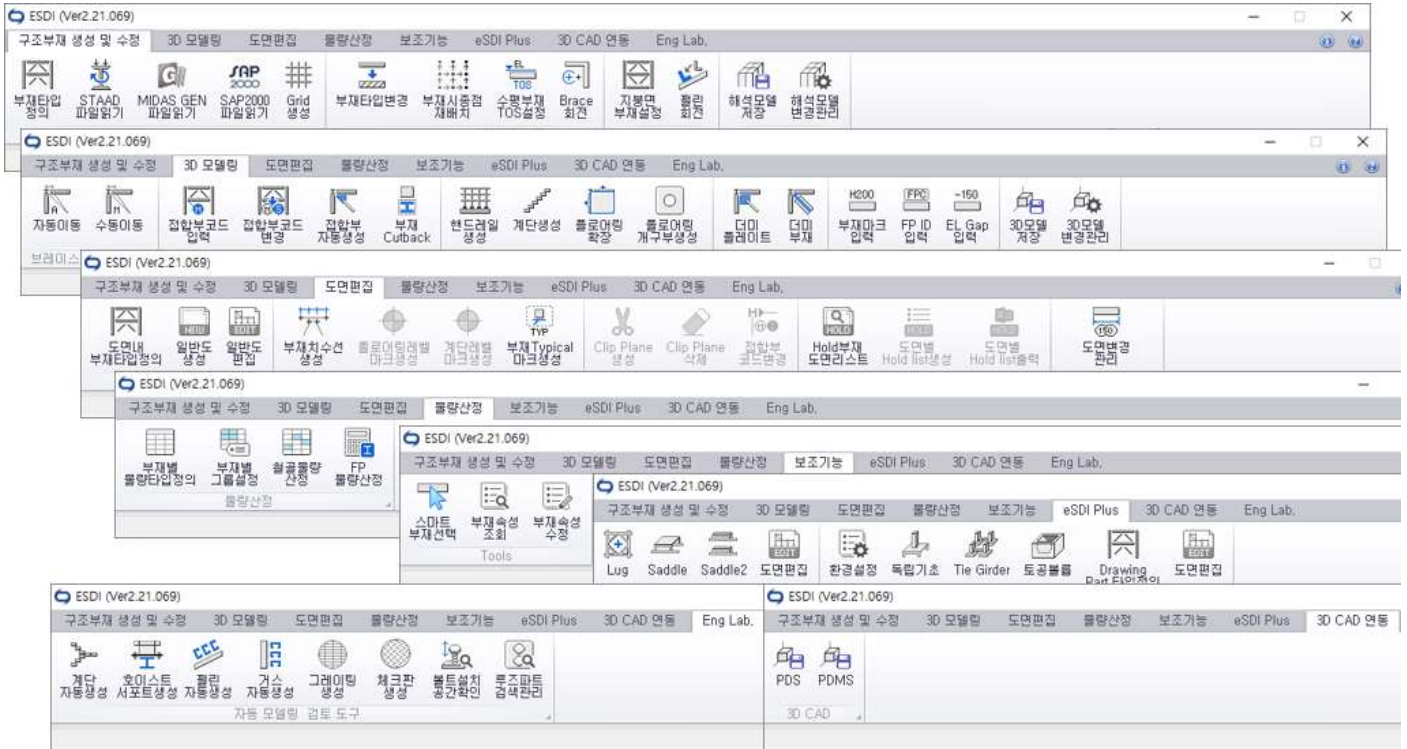 ESDI (Ver2.21.069)
구조부재 생성 및 수정 3D 모델링 도면편집 물량산정 보조기능 eSDI Plus 3D CAD 연동 Eng Lab.
부재타입 정의 STAAD 파일읽기 MIDAS GEN 파일읽기 SAP2000 파일읽기 Grid 생성 부재타입변경 부재시종점 재배치 수평부재 TOS설정 Brace 회전 지붕면 부재설정 펄린 회전 해석모델 저장 해석모델 변경관리
ESDI (Ver2.21.069)
구조부재 생성 및 수정 3D 모델링 도면편집 물량산정 보조기능 eSDI Plus 3D CAD 연동 Eng Lab.
자동이동 수동이동 접합부코드 입력 접합부코드 변경 접합부 자동생성 부재 Cutback 핸드레일 생성 계단생성 플로어링 확장 플로어링 개구부생성 더미 플레이트 더미 부재 부재마크 입력 FP ID 입력 EL Gap 입력 3D모델 저장 3D모델 변경관리
브레이스
ESDI (Ver2.21.069)
구조부재 생성 및 수정 3D 모델링 도면편집 물량산정 보조기능 eSDI Plus 3D CAD 연동 Eng Lab.
도면내 부재타입정의 일반도 생성 일반도 편집 부재치수선 생성 플로어링레벨 마크생성 계단레벨 마크생성 부재Typical 마크생성 Clip Plane 생성 Clip Plane 삭제 접합부 코드변경 Hold부재 도면리스트 도면별 Hold list생성 도면별 Hold list출력 도면변경 관리
ESDI (Ver2.21.069)
구조부재 생성 및 수정 3D 모델링 도면편집 물량산정 보조기능 eSDI Plus 3D CAD 연동 Eng Lab.
부재별 물량타입정의 부재별 그룹설정 철골물량 산정 FP 물량산정
물량산정
ESDI (Ver2.21.069)
구조부재 생성 및 수정 3D 모델링 도면편집 물량산정 보조기능 eSDI Plus 3D CAD 연동 Eng Lab.
스마트 부재선택 부재속성 조회 부재속성 수정
Tools
ESDI (Ver2.21.069)
구조부재 생성 및 수정 3D 모델링 도면편집 물량산정 보조기능 eSDI Plus 3D CAD 연동 Eng Lab.
Lug Saddle Saddle2 도면편집 환경설정 독립기초 Tie Girder 토공볼륨 Drawing Part 타입정의 도면편집
ESDI (Ver2.21.069)
구조부재 생성 및 수정 3D 모델링 도면편집 물량산정 보조기능 eSDI Plus 3D CAD 연동 Eng Lab.
계단 자동생성 호이스트 서포트생성 펄린 자동생성 거스 자동생성 그레이팅 생성 체크판 생성 볼트설치 공간확인 루즈파트 검색관리
자동 모델링 검토 도구
ESDI (Ver2.21.069)
구조부재 생성 및 수정 3D 모델링 도면편집 물량산정 보조기능 eSDI Plus 3D CAD 연동
PDS PDMS
3D CAD